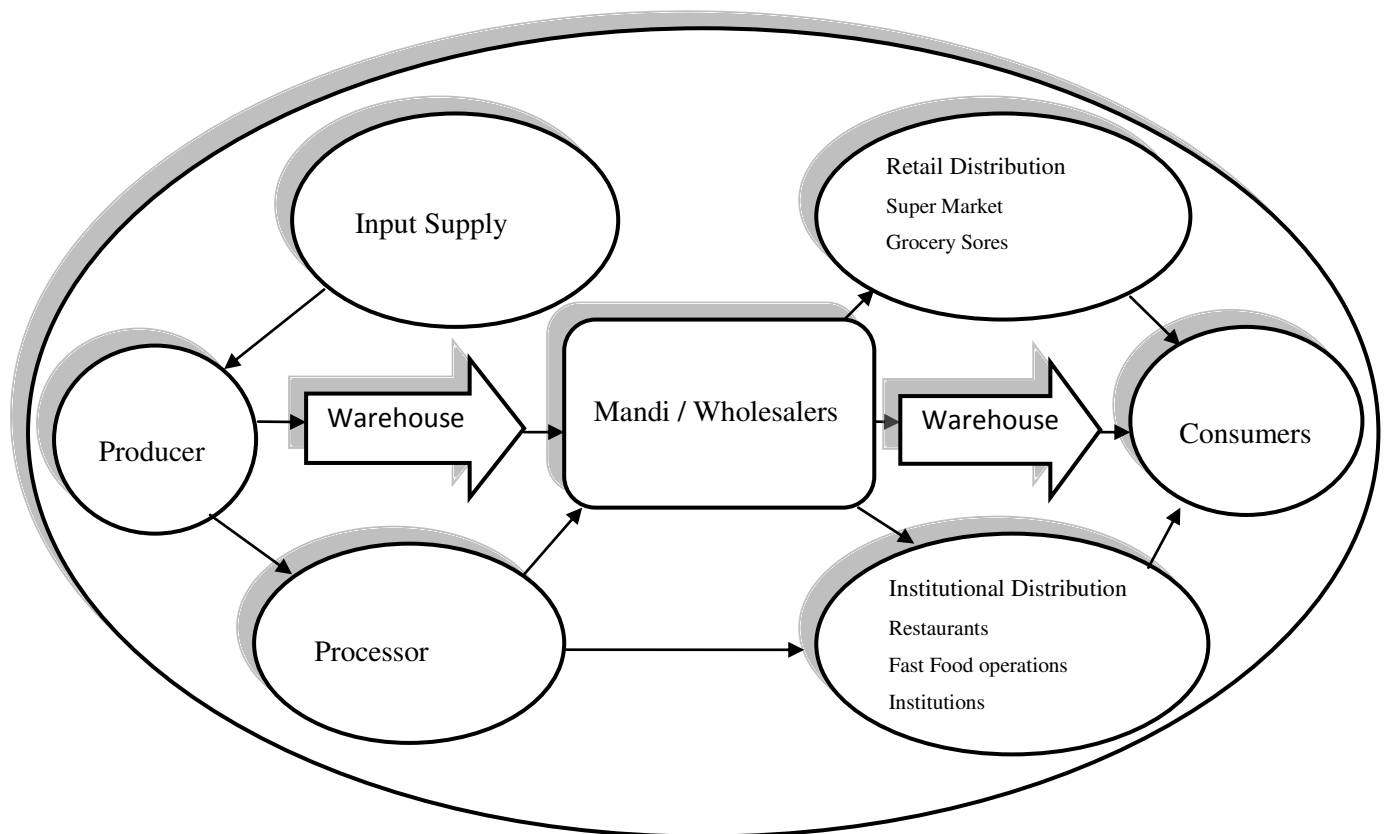 Input Supply
Retail Distribution
Super Market
Grocery Sores
Producer
Warehouse
Mandi / Wholesalers
Warehouse
Consumers
Processor
Institutional Distribution
Restaurants
Fast Food operations
Institutions